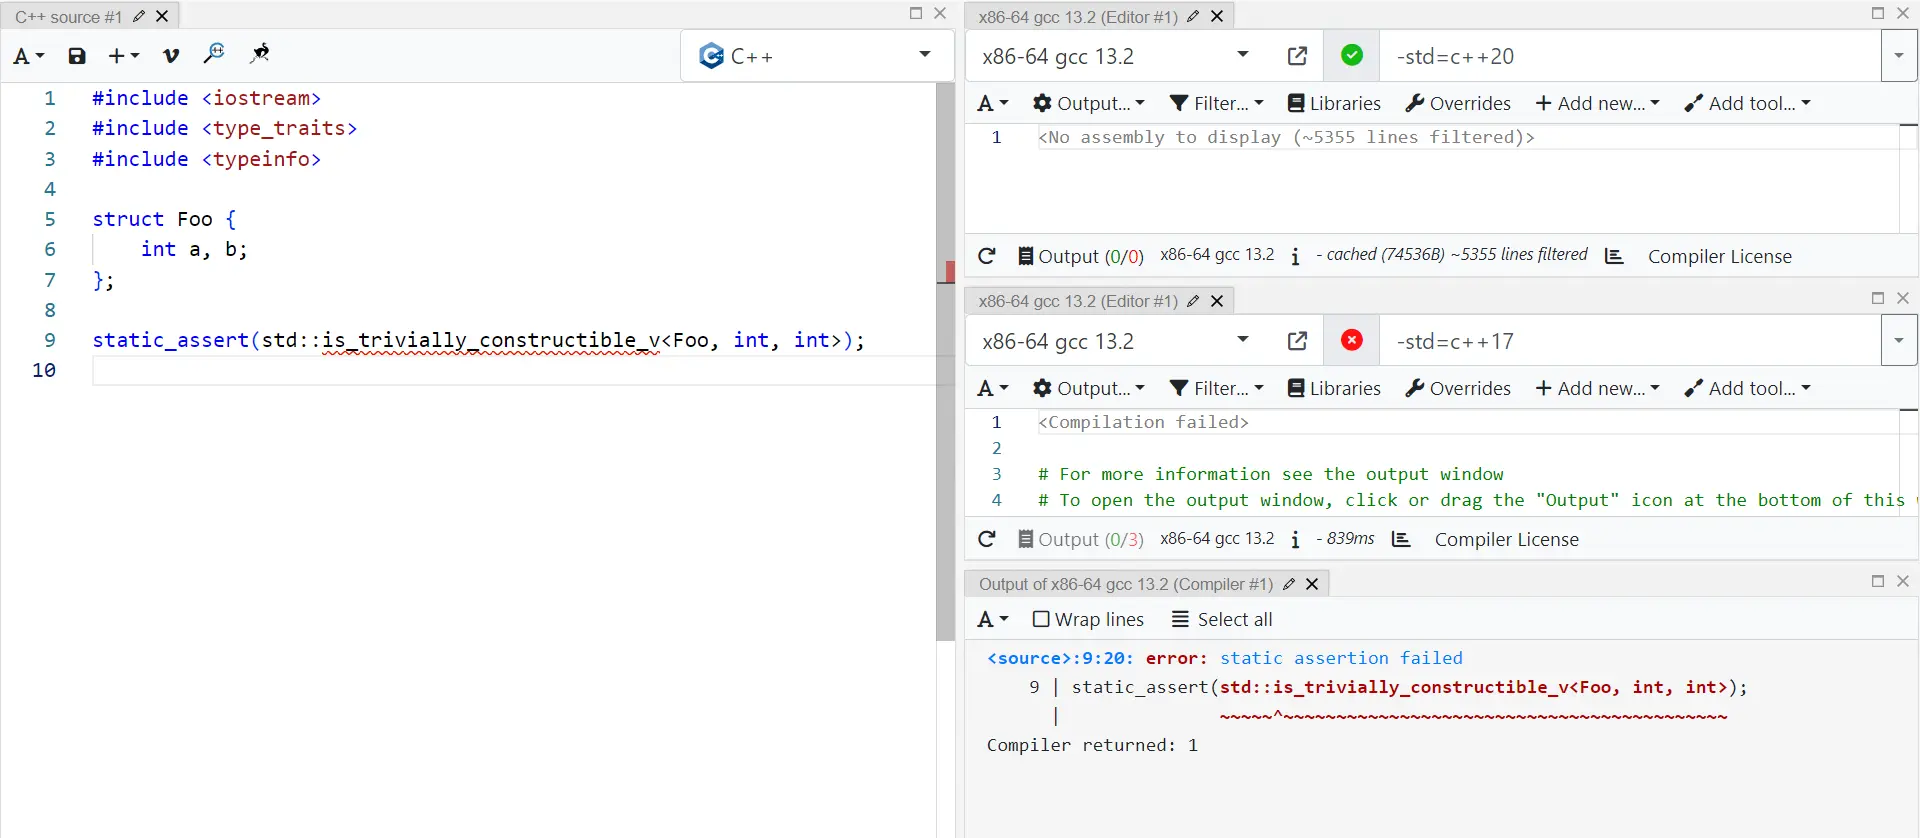 C++ source #1
A
C++
1 #include <iostream>
2 #include <type_traits>
3 #include <typeinfo>
4
5 struct Foo {
6     int a, b;
7 };
8
9 static_assert(std::is_trivially_constructible_v<Foo, int, int>);
10
x86-64 gcc 13.2 (Editor #1)
x86-64 gcc 13.2 -std=c++20
A Output... Filter... Libraries Overrides + Add new... Add tool...
1 <No assembly to display (~5355 lines filtered)>
Output (0/0) x86-64 gcc 13.2 i - cached (74536B) ~5355 lines filtered Compiler License
x86-64 gcc 13.2 (Editor #1)
x86-64 gcc 13.2 -std=c++17
A Output... Filter... Libraries Overrides + Add new... Add tool...
1 <Compilation failed>
2
3 # For more information see the output window
4 # To open the output window, click or drag the "Output" icon at the bottom of this
Output (0/3) x86-64 gcc 13.2 i - 839ms Compiler License
Output of x86-64 gcc 13.2 (Compiler #1)
A Wrap lines Select all
<source>:9:20: error: static assertion failed
9 | static_assert(std::is_trivially_constructible_v<Foo, int, int>);
| ~~~~~^~~~~~~~~~~~~~~~~~~~~~~~~~~~~~~~~~~~~~~~~~~
Compiler returned: 1